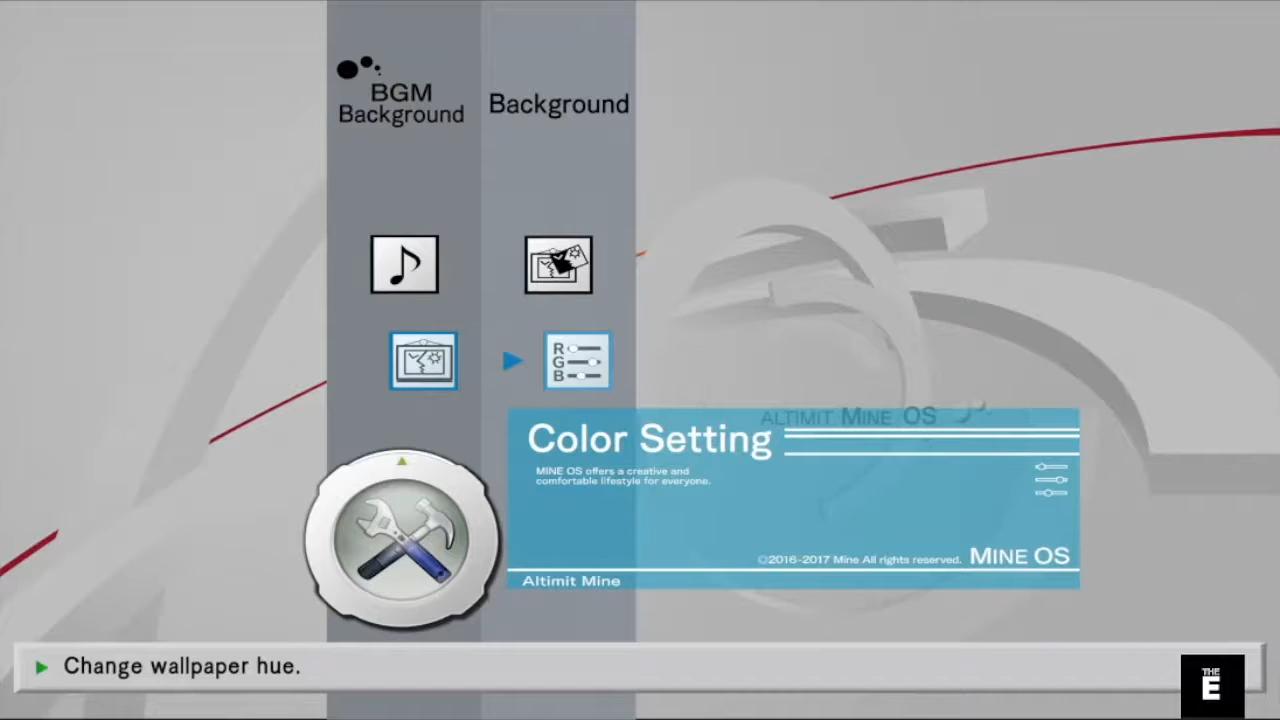 BGM
Background
Background
R
G
B
ALTIMIT MINE OS
Color Setting
MINE OS offers a creative and
comfortable lifestyle for everyone.
©2016-2017 Mine All rights reserved. MINE OS
Altimit Mine
Change wallpaper hue.
THE
E